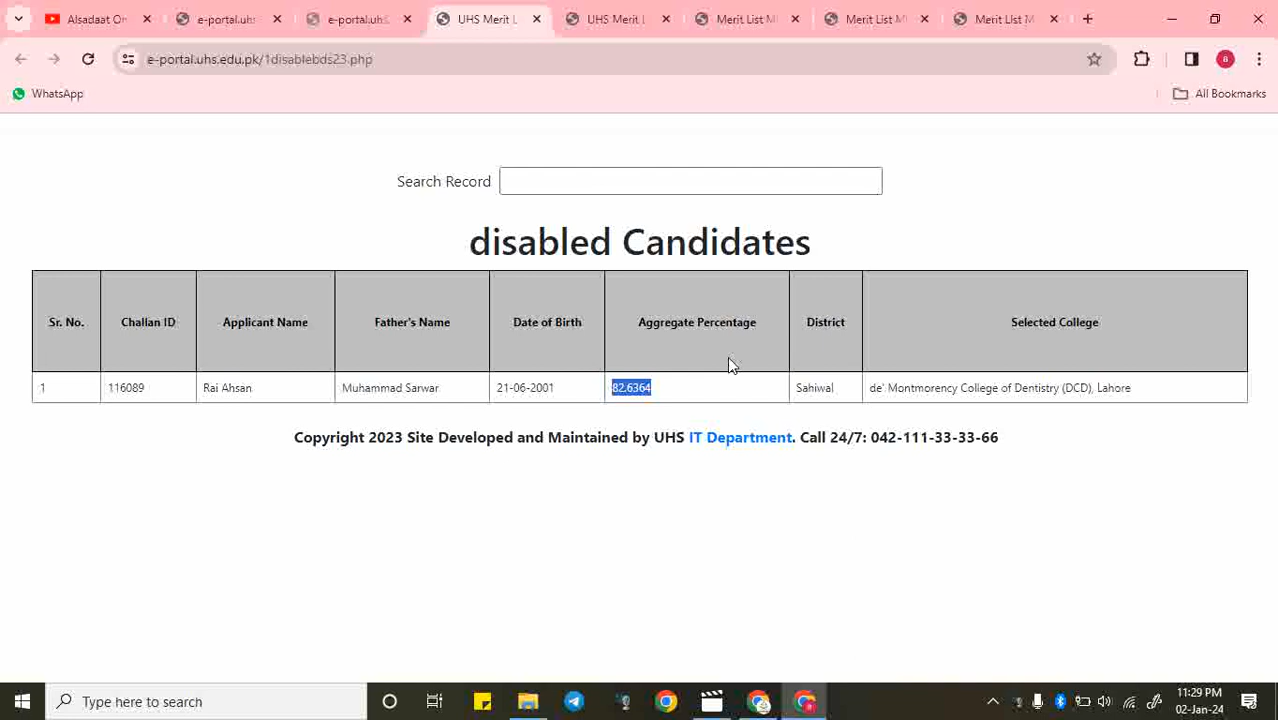 Alsadaat On
e-portal.uhs
e-portal.uhs.
UHS Merit L
UHS Merit L
Merit List M
Merit List M
Merit List M
e-portal.uhs.edu.pk/1disablebds23.php
WhatsApp
All Bookmarks
Search Record
disabled Candidates
Sr. No. Challan ID Applicant Name Father's Name Date of Birth Aggregate Percentage District Selected College
1 116089 Rai Ahsan Muhammad Sarwar 21-06-2001 82.6364 Sahiwal de' Montmorency College of Dentistry (DCD), Lahore
Copyright 2023 Site Developed and Maintained by UHS IT Department. Call 24/7: 042-111-33-33-66
Type here to search
11:29 PM
02-Jan-24